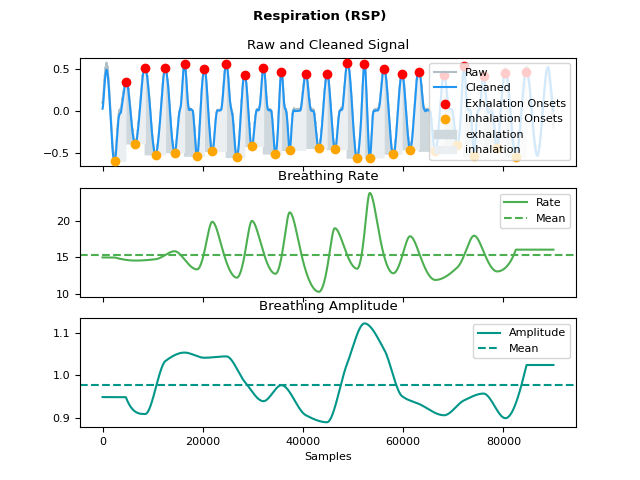 Respiration (RSP)
Raw and Cleaned Signal
0.5
0.0
−0.5
Raw
Cleaned
Exhalation Onsets
Inhalation Onsets
exhalation
inhalation
Breathing Rate
20
15
10
Rate
Mean
Breathing Amplitude
1.1
1.0
0.9
Amplitude
Mean
0 20000 40000 60000 80000
Samples